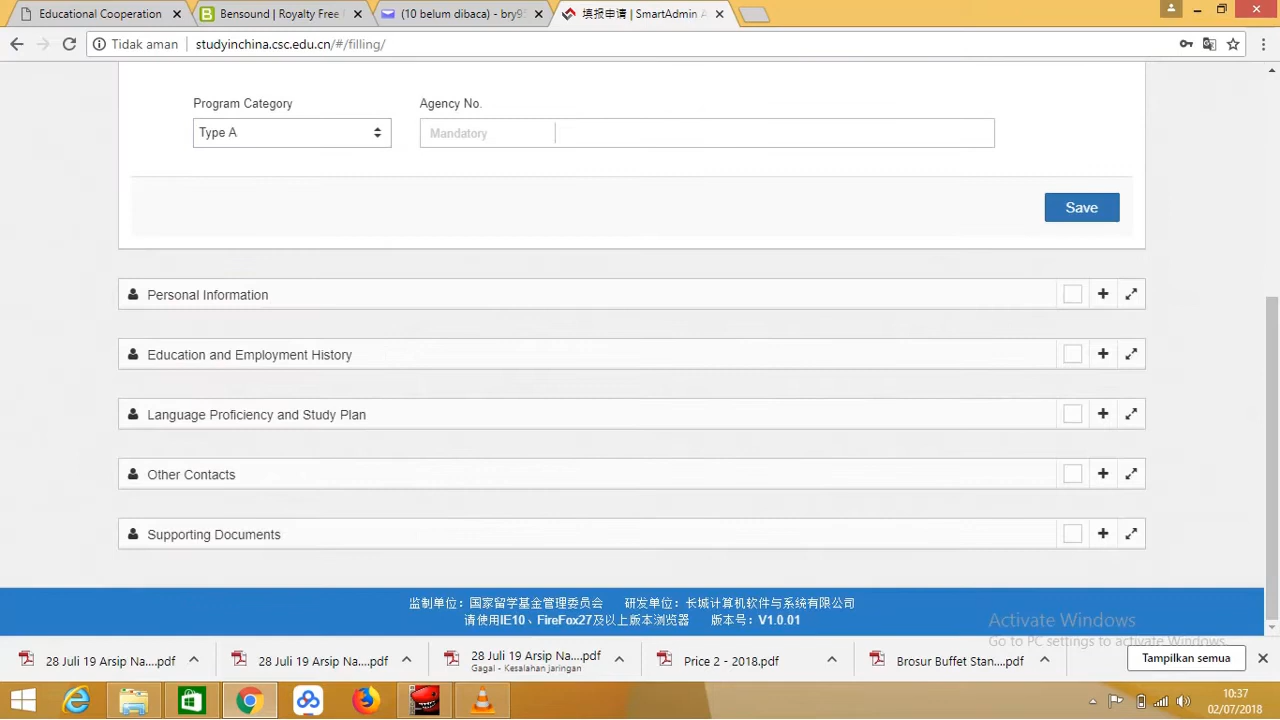 Educational Cooperation
Bensound | Royalty Free
(10 belum dibaca) - bry95
填报申请 | SmartAdmin A
Tidak aman
studyinchina.csc.edu.cn/#/filling/
Program Category
Agency No.
Type A
Mandatory
Save
Personal Information
Education and Employment History
Language Proficiency and Study Plan
Other Contacts
Supporting Documents
监制单位：国家留学基金管理委员会 研发单位：长城计算机软件与系统有限公司
请使用IE10、FireFox27及以上版本浏览器 版本号：V1.0.01
Activate Windows
Go to PC settings to activate Windows.
28 Juli 19 Arsip Na....pdf
28 Juli 19 Arsip Na....pdf
28 Juli 19 Arsip Na....pdf
Gagal - Kesalahan Jaringan
Price 2 - 2018.pdf
Brosur Buffet Stan....pdf
Tampilkan semua
10:37
02/07/2018